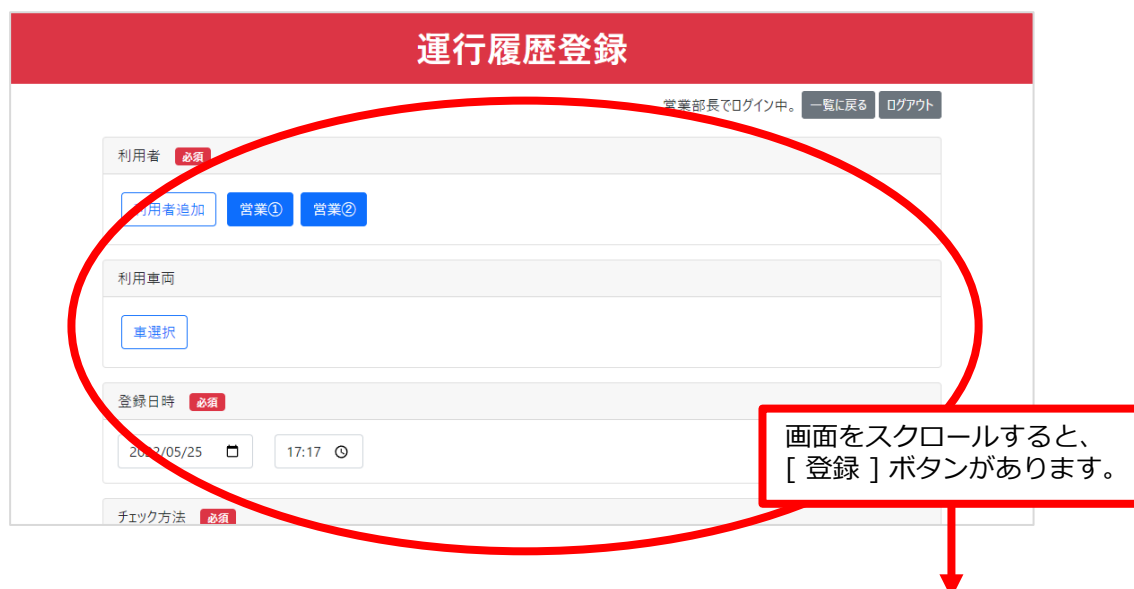 運行履歴登録
営業部長でログイン中。 一覧に戻る ログアウト
利用者 必須
利用者追加 営業① 営業②
利用車両
車選択
登録日時 必須
2022/05/25 17:17
チェック方法 必須
画面をスクロールすると、
[ 登録 ] ボタンがあります。